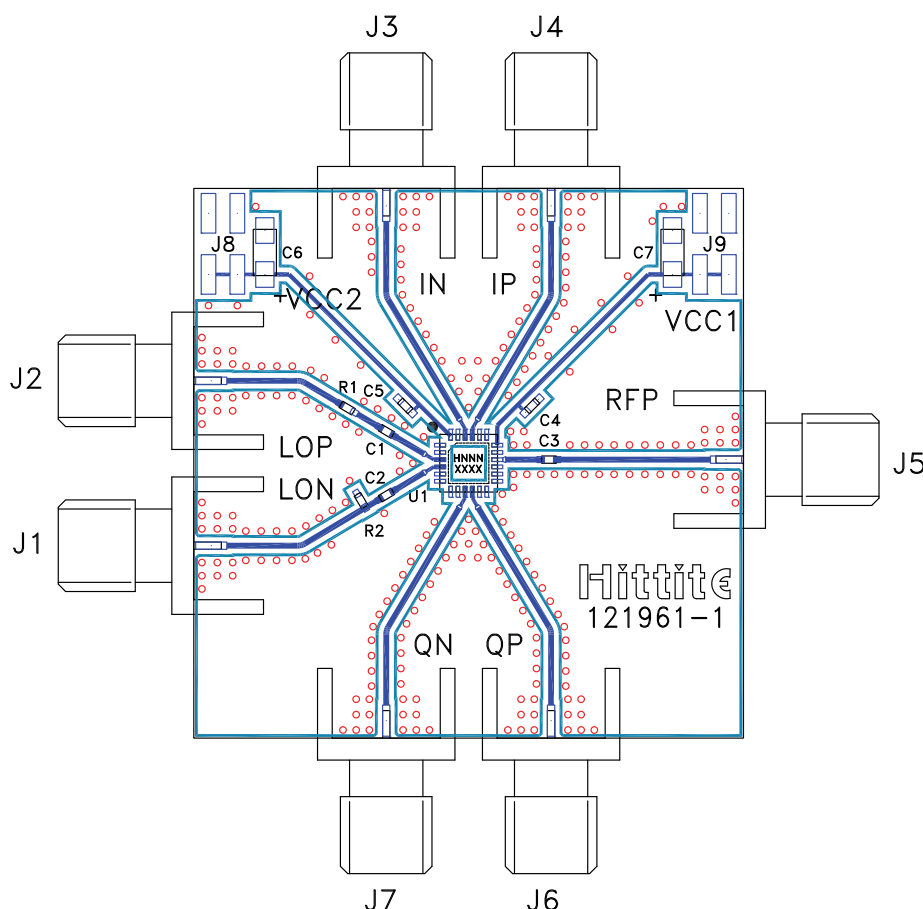 J3 J4
J8 C6 C7 J9
IN IP
+VCC2 +
VCC1
J2
R1 C5 RFP
C4
LOP C1 C3
HNNN
XXXX
J5
LON C2 U1
R2
J1
Hittite
121961-1
QN QP
J7 J6